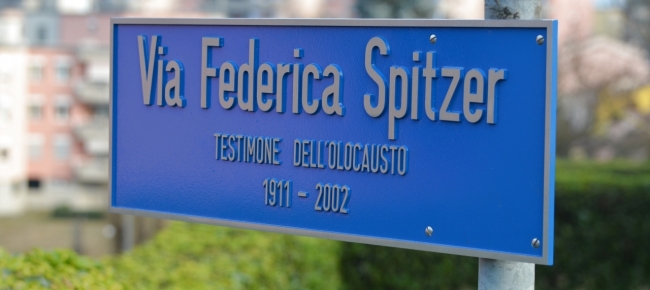 Via Federica Spitzer
TESTIMONE DELL'OLOCAUSTO
1911 - 2002